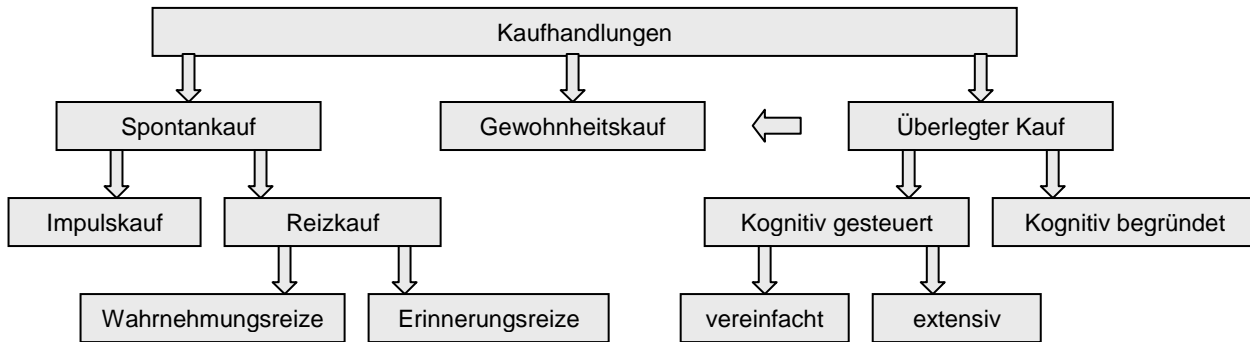 Kaufhandlungen
Spontankauf
Gewohnheitskauf
Überlegter Kauf
Impulskauf
Reizkauf
Kognitiv gesteuert
Kognitiv begründet
Wahrnehmungsreize
Erinnerungsreize
vereinfacht
extensiv